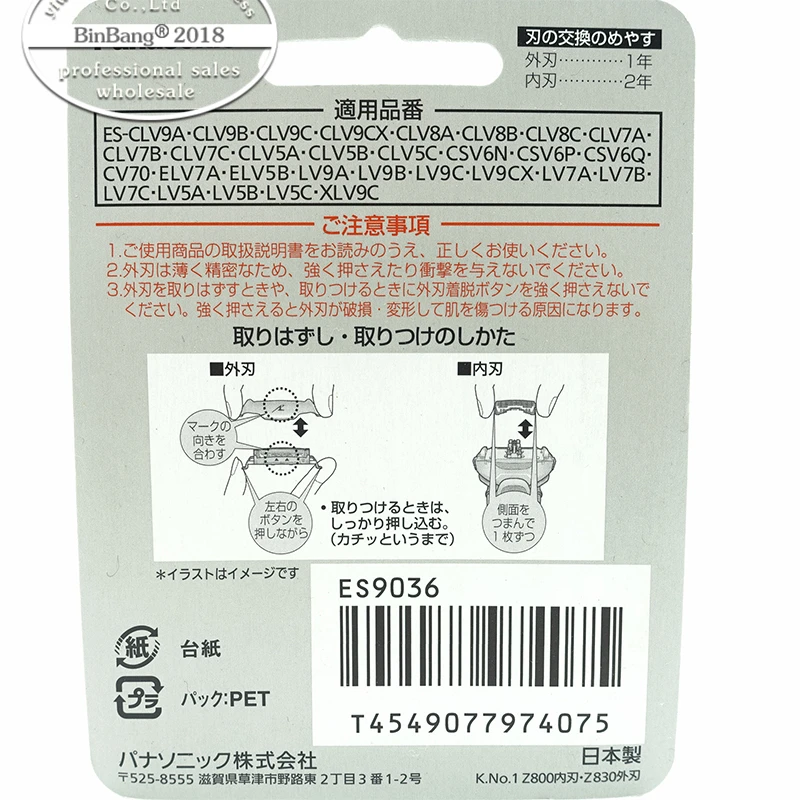 Co.,Ltd
BinBang® 2018
professional sales
wholesale
刃の交換のめやす
外刃…………1年
内刃…………2年
適用品番
ES-CLV9A・CLV9B・CLV9C・CLV9CX・CLV8A・CLV8B・CLV8C・CLV7A・
CLV7B・CLV7C・CLV5A・CLV5B・CLV5C・CSV6N・CSV6P・CSV6Q・
CV70・ELV7A・ELV5B・LV9A・LV9B・LV9C・LV9CX・LV7A・LV7B・
LV7C・LV5A・LV5B・LV5C・XLV9C
ご注意事項
1.ご使用商品の取扱説明書をお読みのうえ、正しくお使いください。
2.外刃は薄く精密なため、強く押さえたり衝撃を与えないでください。
3.外刃を取りはずすときや、取りつけるときに外刃着脱ボタンを強く押さえないで
ください。強く押さえると外刃が破損・変形して肌を傷つける原因になります。
取りはずし・取りつけのしかた
■外刃
■内刃
マークの
向きを
合わす
左右の
ボタンを
押しながら
・取りつけるときは、
しっかり押し込む。
(カチッというまで)
側面を
つまんで
1枚ずつ
＊イラストはイメージです
ES9036
T4549077974075
紙 台紙
プラ パック:PET
パナソニック株式会社
日本製
〒525-8555 滋賀県草津市野路東2丁目3番1-2号
K.No.1 Z800内刃・Z830外刃